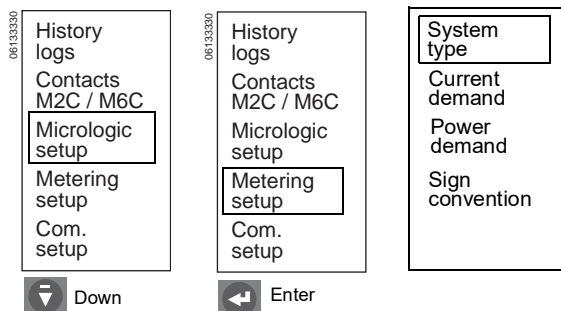 06133330
History
logs
Contacts
M2C / M6C
Micrologic
setup
Metering
setup
Com.
setup
Down
06133330
History
logs
Contacts
M2C / M6C
Micrologic
setup
Metering
setup
Com.
setup
Enter
System
type
Current
demand
Power
demand
Sign
convention